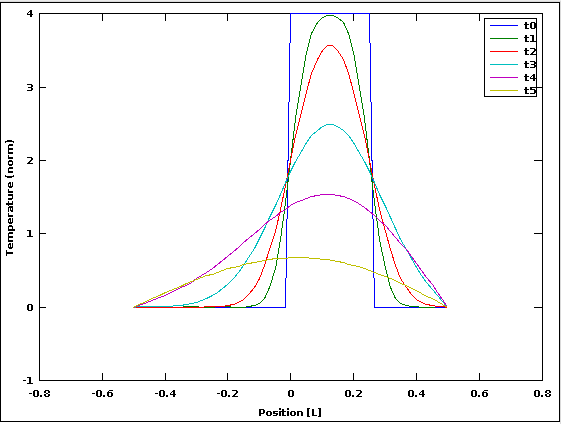 4
3
2
1
0
-1
Temperature (norm)
t0
t1
t2
t3
t4
t5
-0.8 -0.6 -0.4 -0.2 0 0.2 0.4 0.6 0.8
Position [L]